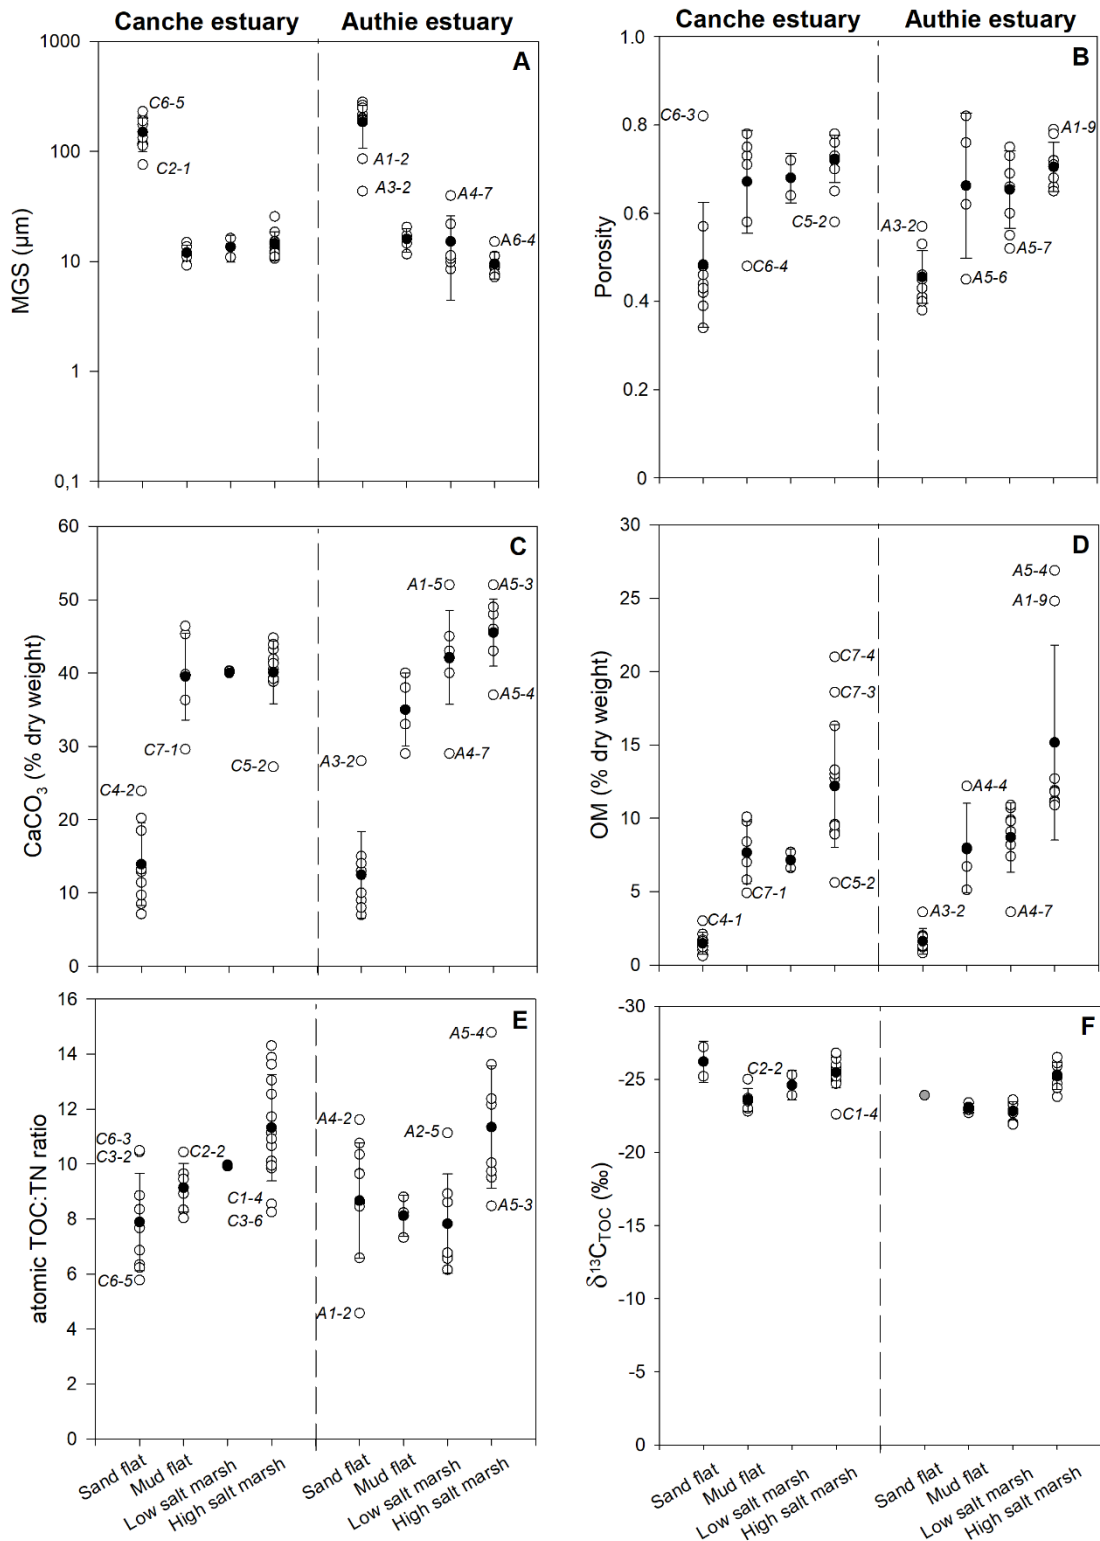 Canche estuary
Authie estuary
Canche estuary
Authie estuary
A
MGS (µm)
1000
100
10
1
0,1
C6-5
C2-1
A1-2
A3-2
A4-7
A6-4
B
Porosity
1.0
0.8
0.6
0.4
0.2
0
C6-3
C6-4
C5-2
A3-2
A5-6
A5-7
A1-9
C
CaCO3 (% dry weight)
60
50
40
30
20
10
0
C4-2
C7-1
C5-2
A3-2
A1-5
A4-7
A5-3
A5-4
D
OM (% dry weight)
30
25
20
15
10
5
0
C4-1
C7-1
C7-4
C7-3
C5-2
A3-2
A4-4
A4-7
A5-4
A1-9
E
atomic TOC:TN ratio
16
14
12
10
8
6
4
2
0
C6-3
C3-2
C6-5
C2-2
C1-4
C3-6
A4-2
A1-2
A2-5
A5-4
A5-3
Sand flat
Mud flat
Low salt marsh
High salt marsh
Sand flat
Mud flat
Low salt marsh
High salt marsh
F
δ13CTOC (‰)
-30
-25
-20
-15
-10
-5
0
C2-2
C1-4
Sand flat
Mud flat
Low salt marsh
High salt marsh
Sand flat
Mud flat
Low salt marsh
High salt marsh